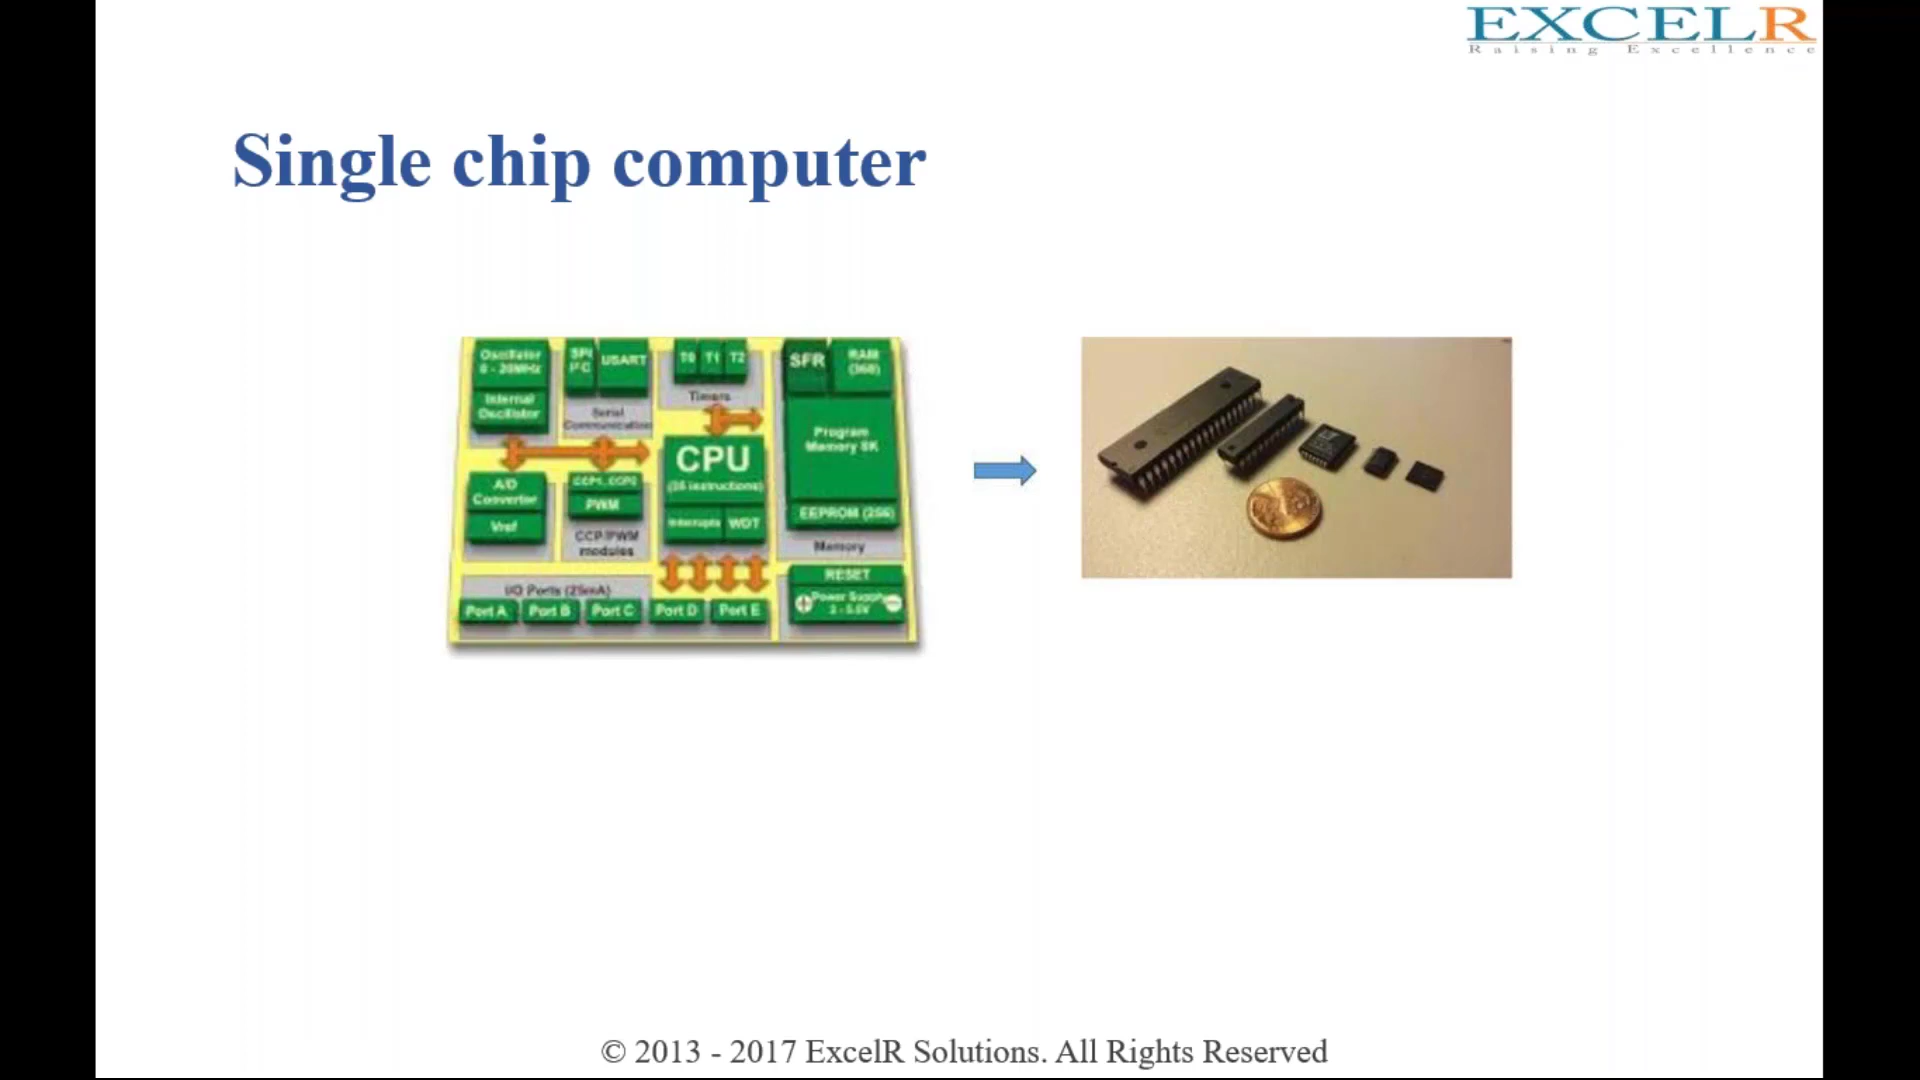 EXCELR
Raising Excellence
Single chip computer
Oscillator
0 - 20MHz
Internal
Oscillator
SPI
I²C
USART
Serial
Communication
T0 T1 T2
Timers
SFR
RAM
(368)
Program
Memory 8K
EEPROM (256)
Memory
CPU
(35 instructions)
Interrupts
WDT
A/D
Converter
Vref
CCP1, CCP2
PWM
CCP/PWM
modules
I/O Ports (25mA)
Port A
Port B
Port C
Port D
Port E
RESET
Power Supply
2 - 5.5V
© 2013 - 2017 ExcelR Solutions. All Rights Reserved